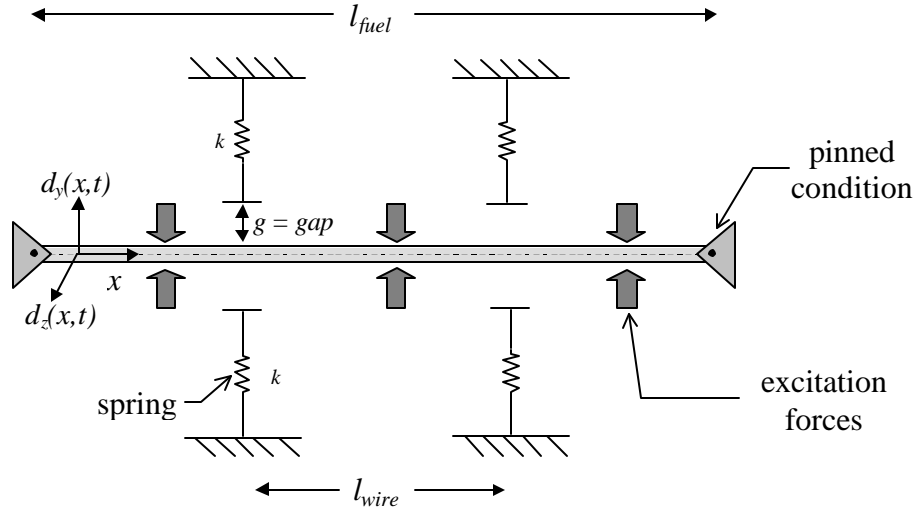 l_fuel
k
pinned
condition
d_y(x,t)
g = gap
x
d_z(x,t)
k
spring
excitation
forces
l_wire